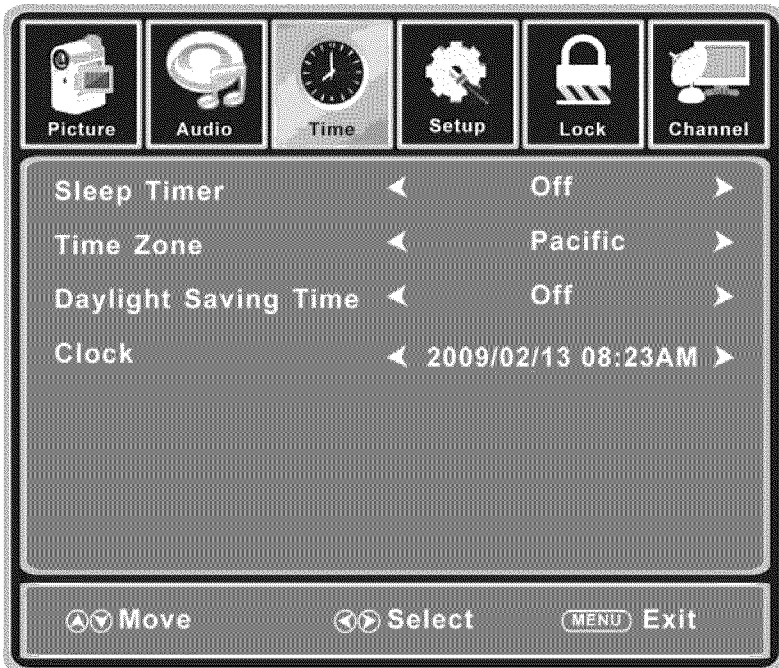 Picture Audio Time Setup Lock Channel
Sleep Timer Off
Time Zone Pacific
Daylight Saving Time Off
Clock 2009/02/13 08:23AM
Move Select MENU Exit